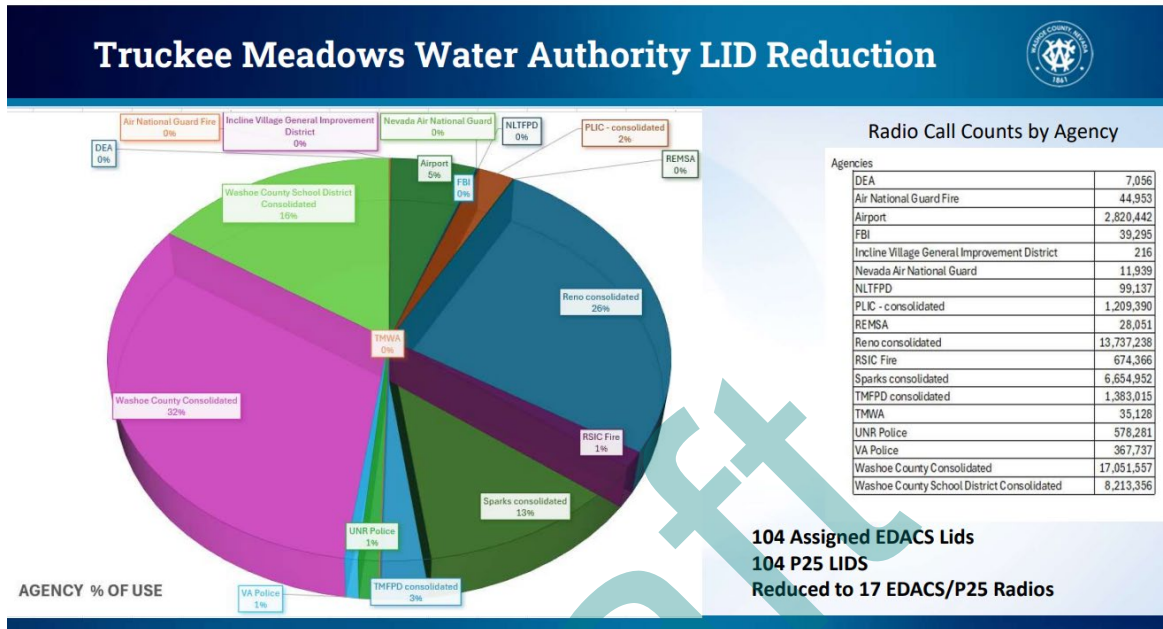 Truckee Meadows Water Authority LID Reduction
WASHOE COUNTY, NEVADA
1861
Air National Guard Fire
0%
Incline Village General Improvement
District
0%
Nevada Air National Guard
0%
NLTFPD
0%
PLIC - consolidated
2%
DEA
0%
REMSA
0%
Airport
5%
FBI
0%
Washoe County School District
Consolidated
16%
Reno consolidated
26%
TMWA
0%
Washoe County Consolidated
32%
RSIC Fire
1%
Sparks consolidated
13%
UNR Police
1%
VA Police
1%
TMFPD consolidated
3%
AGENCY % OF USE
Radio Call Counts by Agency
Agencies
DEA 7,056
Air National Guard Fire 44,953
Airport 2,820,442
FBI 39,295
Incline Village General Improvement District 216
Nevada Air National Guard 11,939
NLTFPD 99,137
PLIC - consolidated 1,209,390
REMSA 28,051
Reno consolidated 13,737,238
RSIC Fire 674,366
Sparks consolidated 6,654,952
TMFPD consolidated 1,383,015
TMWA 35,128
UNR Police 578,281
VA Police 367,737
Washoe County Consolidated 17,051,557
Washoe County School District Consolidated 8,213,356
104 Assigned EDACS Lids
104 P25 LIDS
Reduced to 17 EDACS/P25 Radios